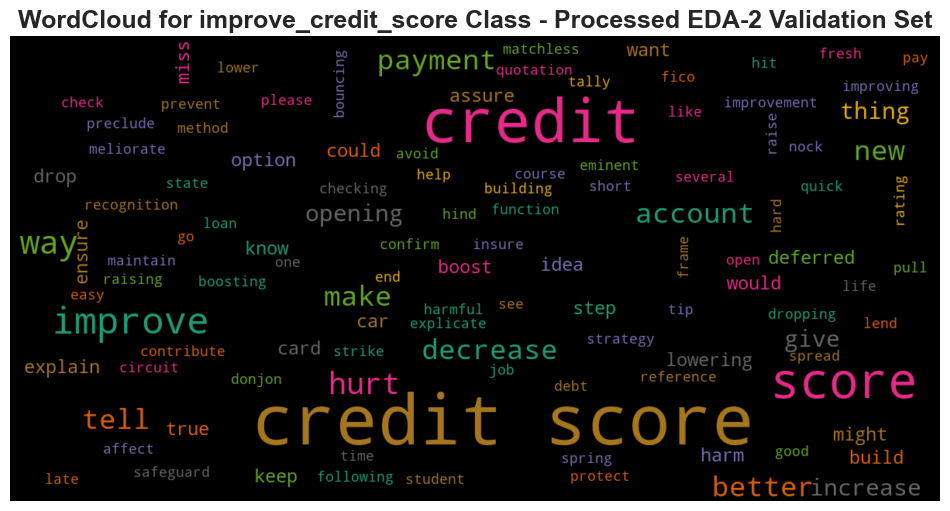 WordCloud for improve_credit_score Class - Processed EDA-2 Validation Set
miss
lower
bouncing
payment
matchless
quotation
tally
want
fico
hit
fresh
pay
check
prevent
please
assure
credit
like
improvement
improving
thing
preclude
method
meliorate
option
could
avoid
raise
nock
new
drop
state
checking
help
building
course
short
eminent
several
quick
rating
recognition
opening
hind
function
account
hard
way
ensure
loan
go
know
one
confirm
insure
frame
deferred
open
would
pull
maintain
raising
boosting
boost
idea
end
easy
make
harmful
see
step
tip
life
dropping
improve
car
explicate
strategy
give
lend
contribute
card
strike
decrease
lowering
spread
explain
circuit
donjon
hurt
job
debt
reference
score
tell
true
credit score
might
affect
time
spring
harm
good
build
late
safeguard
keep
following
student
protect
better
increase